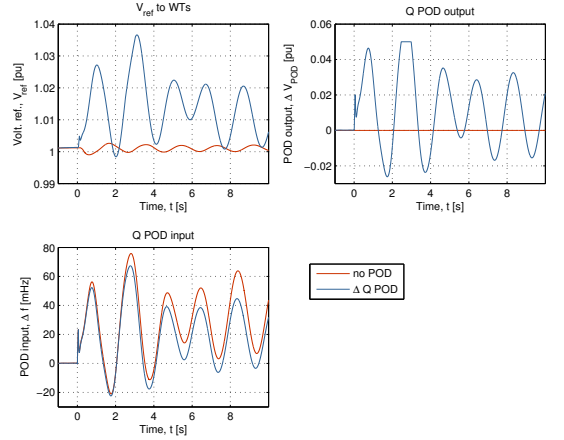 V_ref to WTs
Volt. ref., V_ref [pu]
1.04
1.03
1.02
1.01
1
0.99
0 2 4 6 8
Time, t [s]
Q POD output
POD output, Δ V_POD [pu]
0.06
0.04
0.02
0
−0.02
0 2 4 6 8
Time, t [s]
Q POD input
POD input, Δ f [mHz]
80
60
40
20
0
−20
0 2 4 6 8
Time, t [s]
no POD
Δ Q POD